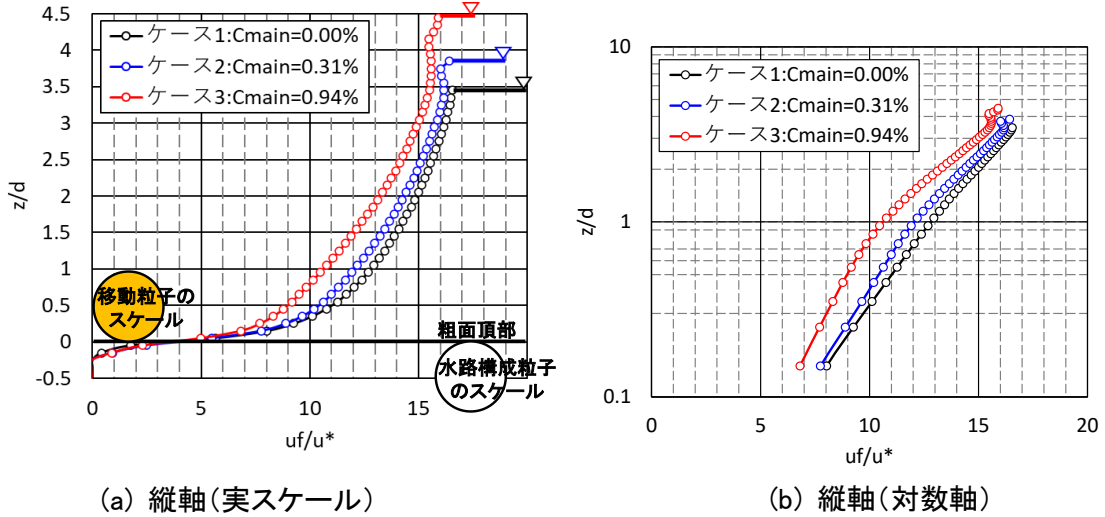 4.5
4
3.5
3
2.5
2
1.5
1
0.5
0
-0.5
z/d
ケース1:Cmain=0.00%
ケース2:Cmain=0.31%
ケース3:Cmain=0.94%
移動粒子の
スケール
粗面頂部
水路構成粒子
のスケール
0 5 10 15
uf/u*
(a) 縦軸(実スケール)
10
1
0.1
z/d
ケース1:Cmain=0.00%
ケース2:Cmain=0.31%
ケース3:Cmain=0.94%
0 5 10 15 20
uf/u*
(b) 縦軸(対数軸)